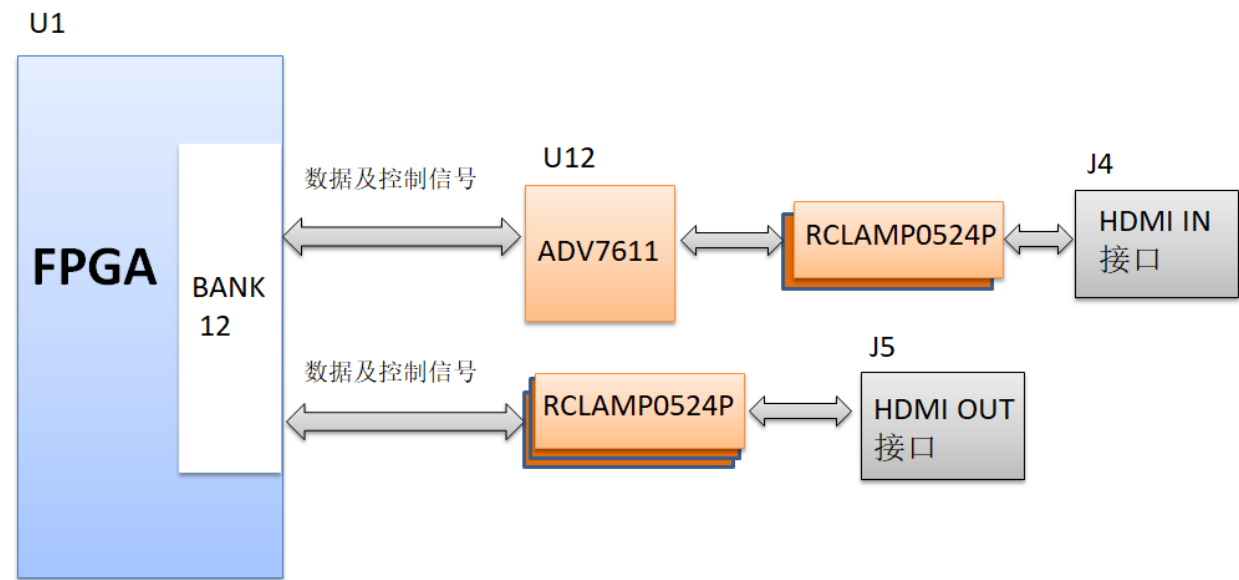 U1
FPGA
BANK
12
数据及控制信号
U12
ADV7611
RCLAMP0524P
J4
HDMI IN
接口
数据及控制信号
RCLAMP0524P
J5
HDMI OUT
接口